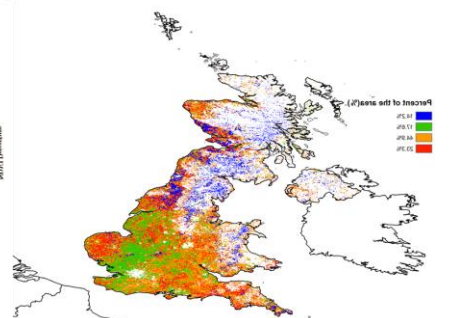 Percent of the area(%).
14.2%
17.6%
44.9%
23.3%